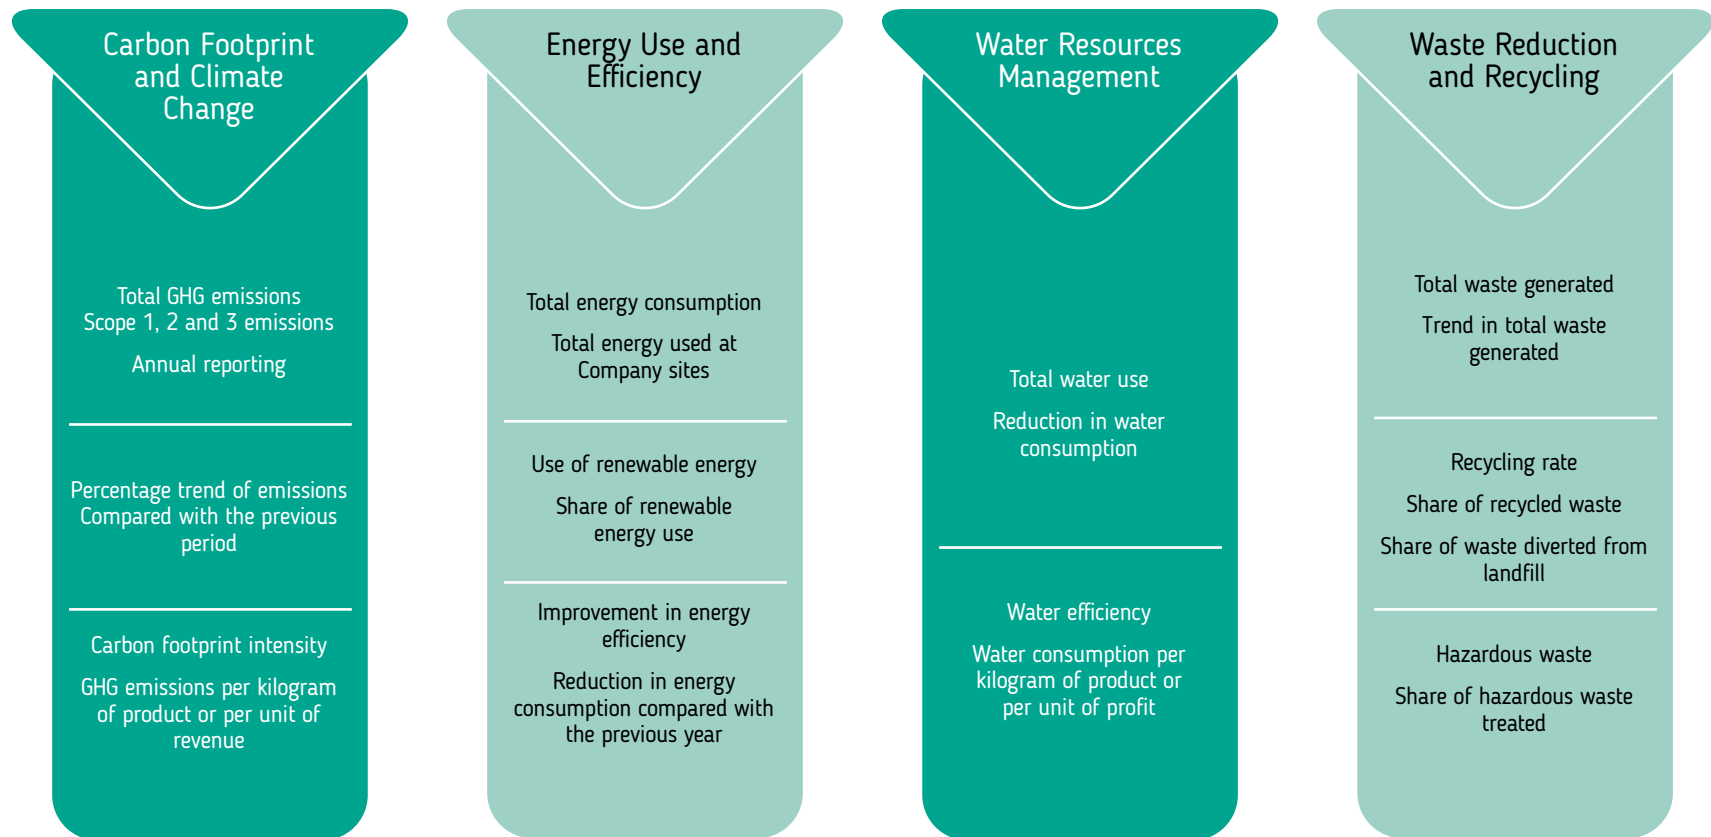 Carbon Footprint
and Climate
Change
Total GHG emissions
Scope 1, 2 and 3 emissions
Annual reporting
Percentage trend of emissions
Compared with the previous
period
Carbon footprint intensity
GHG emissions per kilogram
of product or per unit of
revenue
Energy Use and
Efficiency
Total energy consumption
Total energy used at
Company sites
Use of renewable energy
Share of renewable
energy use
Improvement in energy
efficiency
Reduction in energy
consumption compared with
the previous year
Water Resources
Management
Total water use
Reduction in water
consumption
Water efficiency
Water consumption per
kilogram of product or
per unit of profit
Waste Reduction
and Recycling
Total waste generated
Trend in total waste
generated
Recycling rate
Share of recycled waste
Share of waste diverted from
landfill
Hazardous waste
Share of hazardous waste
treated